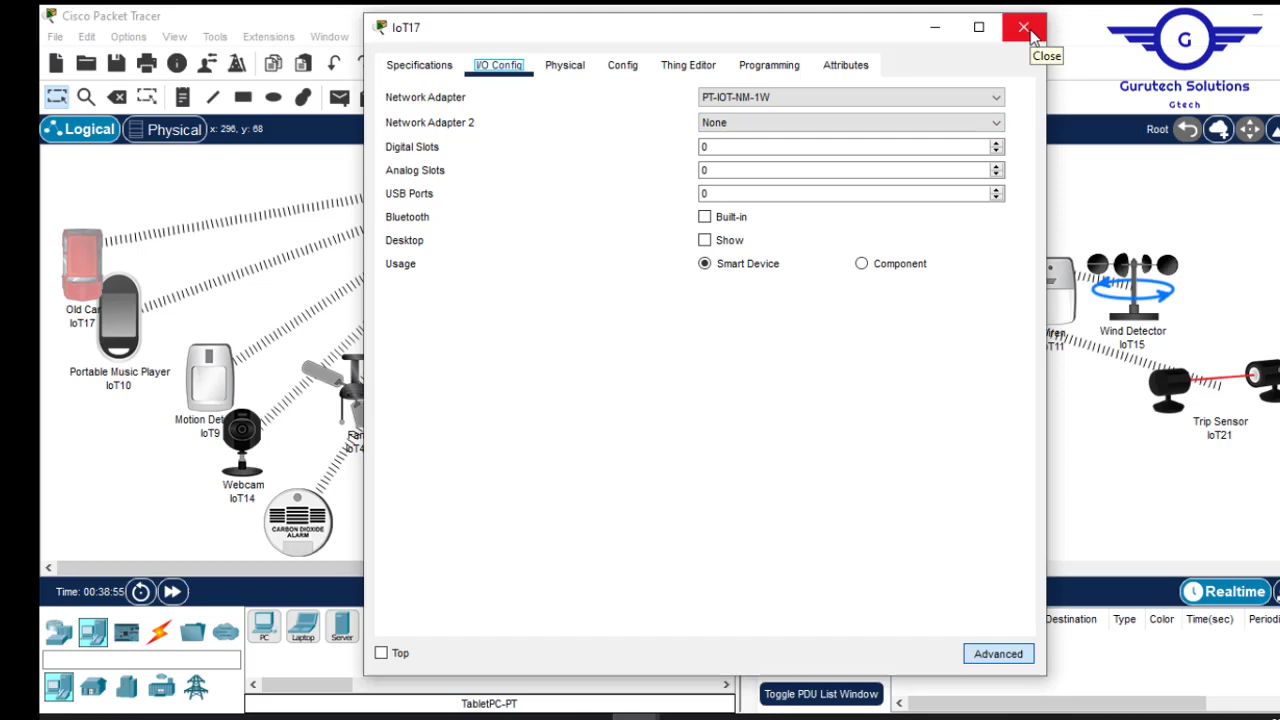 Cisco Packet Tracer
File Edit Options View Tools Extensions Window
Logical Physical x: 296, y: 68
IoT17
Close
Specifications I/O Config Physical Config Thing Editor Programming Attributes
Network Adapter PT-IOT-NM-1W
Network Adapter 2 None
Digital Slots 0
Analog Slots 0
USB Ports 0
Bluetooth Built-in
Desktop Show
Usage Smart Device Component
Top Advanced
G
Gurutech Solutions
Gtech
Root
Old Car
IoT17
Portable Music Player
IoT10
Motion Det
IoT9
Webcam
IoT14
CARBON DIOXIDE
ALARM
Fan
IoT4
IoT11
Wind Detector
IoT15
Trip Sensor
IoT21
Time: 00:38:55
Realtime
PC Laptop Server
TabletPC-PT
Destination Type Color Time(sec) Periodi
Toggle PDU List Window